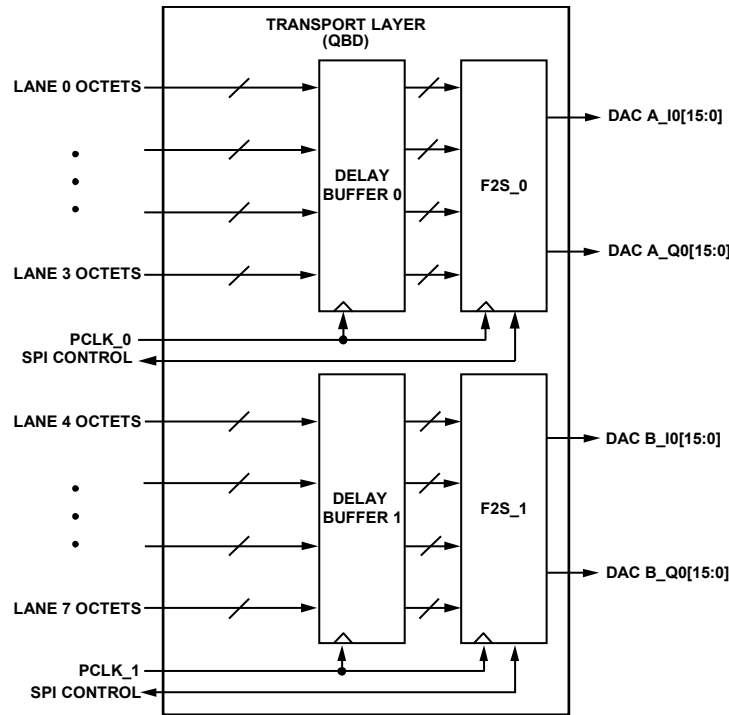 TRANSPORT LAYER
(QBD)
LANE 0 OCTETS
LANE 3 OCTETS
DELAY
BUFFER 0
F2S_0
DAC A_I0[15:0]
DAC A_Q0[15:0]
PCLK_0
SPI CONTROL
LANE 4 OCTETS
LANE 7 OCTETS
DELAY
BUFFER 1
F2S_1
DAC B_I0[15:0]
DAC B_Q0[15:0]
PCLK_1
SPI CONTROL